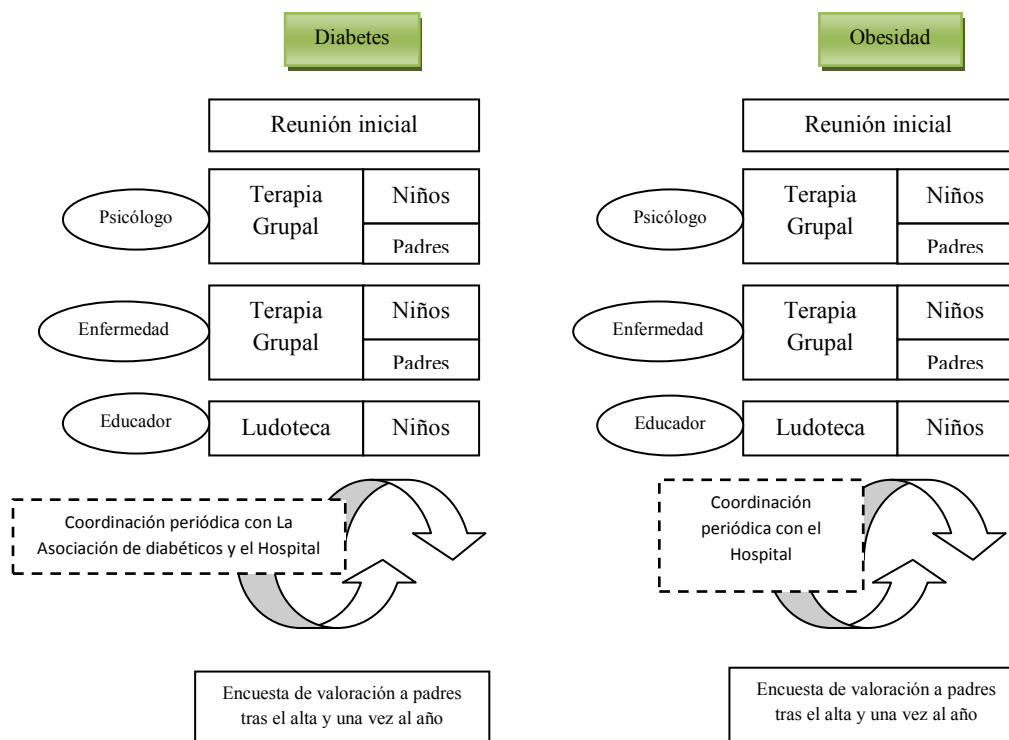 Diabetes
Reunión inicial
Psicólogo
Terapia
Grupal
Niños
Padres
Enfermedad
Terapia
Grupal
Niños
Padres
Educador
Ludoteca
Niños
Coordinación periódica con La
Asociación de diabéticos y el Hospital
Encuesta de valoración a padres
tras el alta y una vez al año
Obesidad
Reunión inicial
Psicólogo
Terapia
Grupal
Niños
Padres
Enfermedad
Terapia
Grupal
Niños
Padres
Educador
Ludoteca
Niños
Coordinación
periódica con el
Hospital
Encuesta de valoración a padres
tras el alta y una vez al año